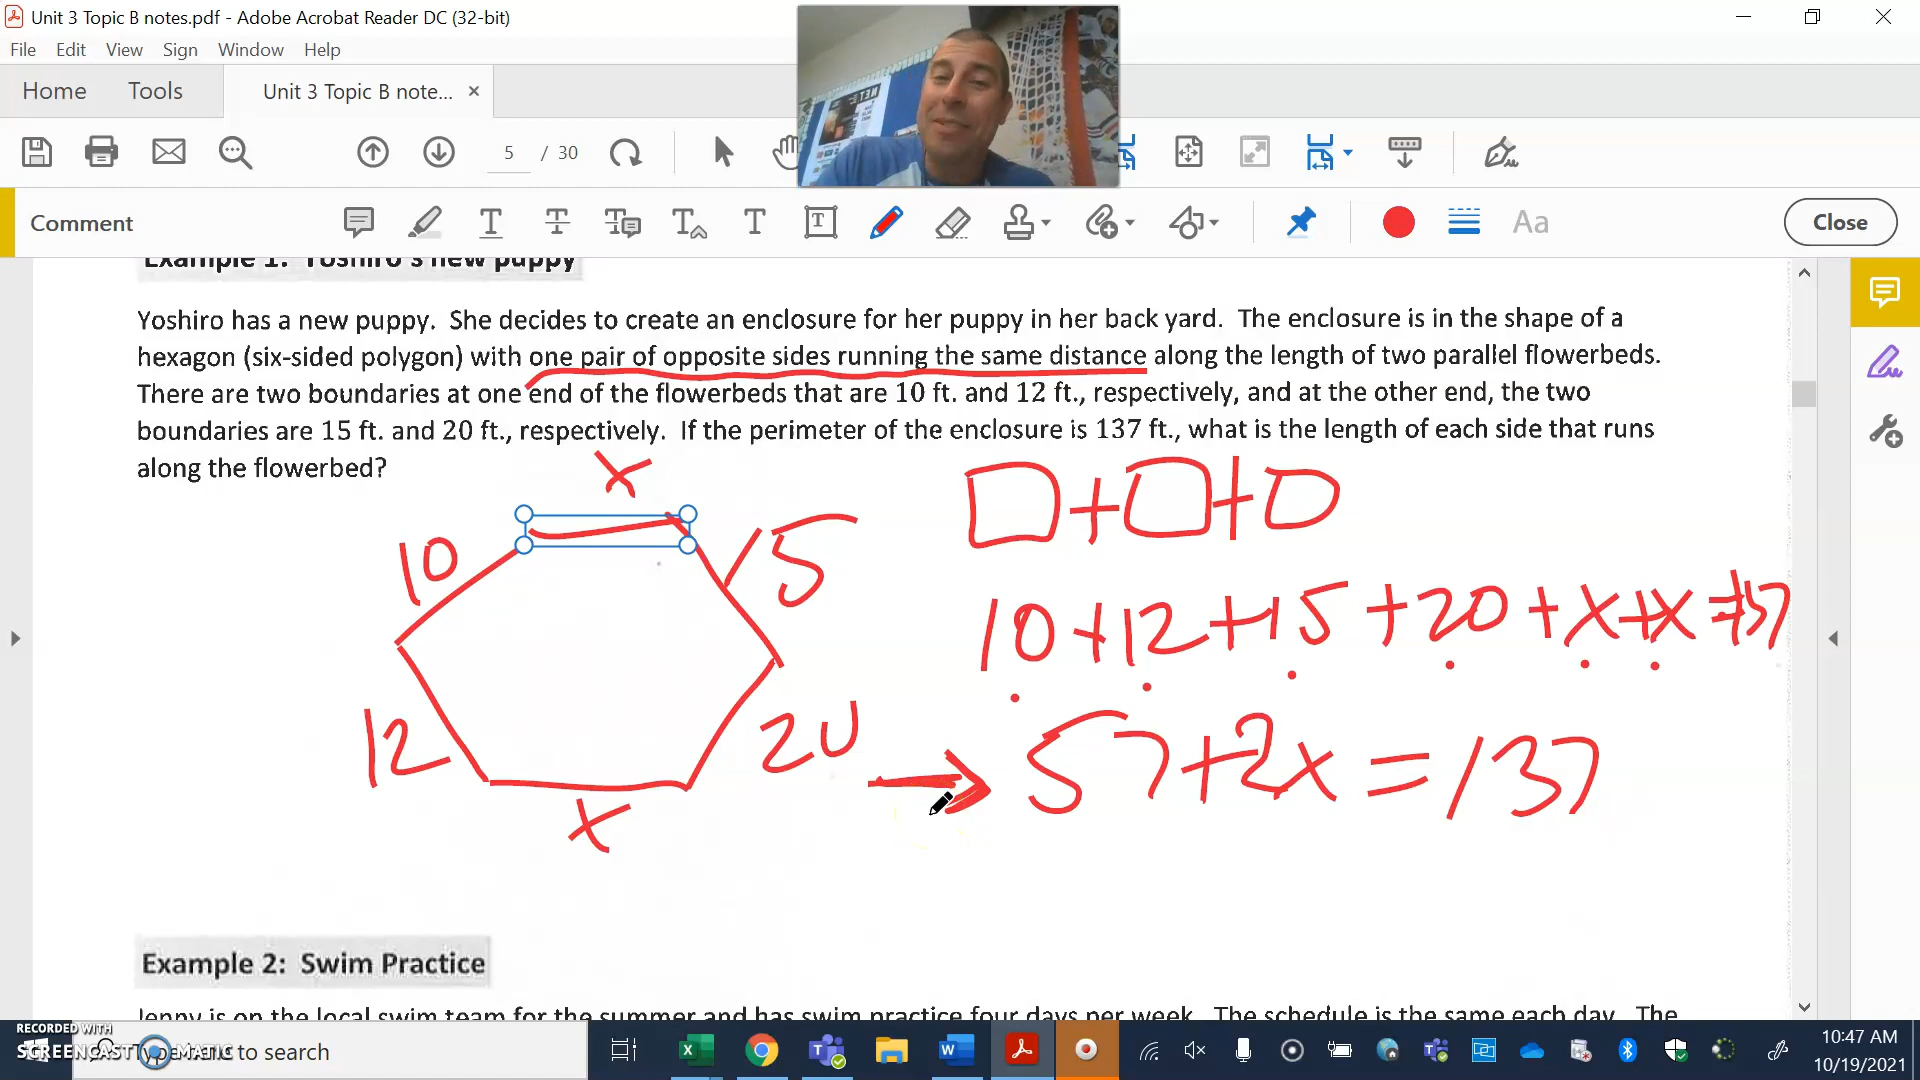 Unit 3 Topic B notes.pdf - Adobe Acrobat Reader DC (32-bit)
File Edit View Sign Window Help
Home Tools Unit 3 Topic B note... ×
5 / 30
Comment Aa Close
Example 1: Yoshiro's new puppy
Yoshiro has a new puppy. She decides to create an enclosure for her puppy in her back yard. The enclosure is in the shape of a
hexagon (six-sided polygon) with one pair of opposite sides running the same distance along the length of two parallel flowerbeds.
There are two boundaries at one end of the flowerbeds that are 10 ft. and 12 ft., respectively, and at the other end, the two
boundaries are 15 ft. and 20 ft., respectively. If the perimeter of the enclosure is 137 ft., what is the length of each side that runs
along the flowerbed?
x
10
15
12
20
x
□+□+□
10+12+15+20+x+x=137
57+2x=137
Example 2: Swim Practice
Jenny is on the local swim team for the summer and has swim practice four days per week. The schedule is the same each day. The
RECORDED WITH
SCREENCAST MATIC
Type here to search
10:47 AM
10/19/2021